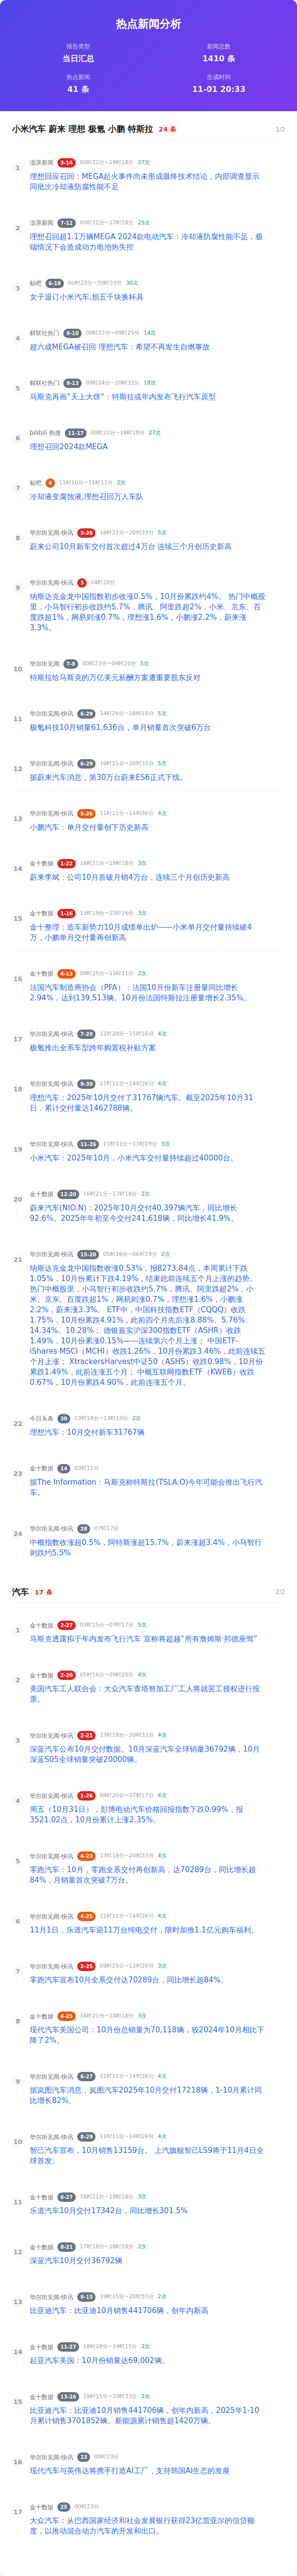 热点新闻分析
报告类型
新闻总数
当日汇总
1410 条
热点新闻
生成时间
41 条
11-01 20:33
小米汽车 蔚来 理想 极氪 小鹏 特斯拉 24 条 1/2
1
澎湃新闻 3-14 00时22分~18时18分 27次
理想回应召回：MEGA起火事件尚未形成最终技术结论，内部调查显示
同批次冷却液防腐性能不足
2
澎湃新闻 7-12 00时22分~17时18分 25次
理想召回超1.1万辆MEGA 2024款电动汽车：冷却液防腐性能不足，极
端情况下会造成动力电池热失控
3
贴吧 6-18 00时22分~20时33分 30次
女子退订小米汽车,损五千块换杯具
4
财联社热门 9-10 00时22分~09时25分 14次
超六成MEGA被召回 理想汽车：希望不再发生自燃事故
5
财联社热门 9-13 09时24分~20时33分 18次
马斯克再画“天上大饼”：特斯拉或年内发布飞行汽车原型
6
bilibili 热搜 11-17 00时22分~18时18分 27次
理想召回2024款MEGA
7
贴吧 4 11时10分~11时11分 2次
冷却液变腐蚀液,理想召回万人车队
8
华尔街见闻-快讯 3-26 16时21分~20时33分 5次
蔚来公司10月新车交付首次超过4万台 连续三个月创历史新高
9
华尔街见闻-快讯 3 04时20分
纳斯达克金龙中国指数初步收涨0.5%，10月份累跌约4%。 热门中概股
里，小马智行初步收跌约5.7%，腾讯、阿里跌超2%，小米、京东、百
度跌超1%，网易则涨0.7%，理想涨1.6%，小鹏涨2.2%，蔚来涨
3.3%。
10
华尔街见闻 7-8 00时23分~04时20分 5次
特斯拉给马斯克的万亿美元薪酬方案遭重要股东反对
11
华尔街见闻-快讯 6-29 14时26分~18时18分 5次
极氪科技10月销量61,636台，单月销量首次突破6万台
12
华尔街见闻-快讯 6-29 16时21分~20时33分 5次
据蔚来汽车消息，第30万台蔚来ES6正式下线。
13
华尔街见闻-快讯 5-26 11时11分~14时26分 4次
小鹏汽车：单月交付量创下历史新高
14
金十数据 1-22 16时21分~18时18分 3次
蔚来李斌：公司10月首破月销4万台，连续三个月创历史新高
15
金十数据 1-16 13时19分~15时16分 3次
金十整理：造车新势力10月成绩单出炉——小米单月交付量持续破4
万，小鹏单月交付量再创新高
16
金十数据 4-13 09时25分~11时11分 2次
法国汽车制造商协会（PFA）：法国10月份新车注册量同比增长
2.94%，达到139,513辆。10月份法国特斯拉注册量增长2.35%。
17
华尔街见闻-快讯 7-29 12时20分~15时16分 4次
极氪推出全系车型跨年购置税补贴方案
18
华尔街见闻-快讯 9-30 11时11分~14时26分 4次
理想汽车：2025年10月交付了31767辆汽车。截至2025年10月31
日，累计交付量达1462788辆。
19
华尔街见闻-快讯 11-26 11时11分~13时19分 3次
小米汽车：2025年10月，小米汽车交付量持续超过40000台。
20
金十数据 12-20 16时21分~17时18分 2次
蔚来汽车(NIO.N)：2025年10月交付40,397辆汽车，同比增长
92.6%。2025年年初至今交付241,618辆，同比增长41.9%。
21
华尔街见闻-快讯 15-20 05时16分~06时19分 2次
纳斯达克金龙中国指数收涨0.53%，报8273.84点，本周累计下跌
1.05%，10月份累计下跌4.19%，结束此前连续五个月上涨的趋势。
热门中概股里，小马智行初步收跌约5.7%，腾讯、阿里跌超2%，小
米、京东、百度跌超1%，网易则涨0.7%，理想涨1.6%，小鹏涨
2.2%，蔚来涨3.3%。 ETF中，中国科技指数ETF（CQQQ）收跌
1.75%，10月份累跌4.91%，此前四个月先后涨8.88%、5.76%、
14.34%、10.28%； 德银嘉实沪深300指数ETF（ASHR）收跌
1.49%，10月份累涨0.15%——连续第六个月上涨； 中国ETF-
iShares MSCI（MCHI）收跌1.26%，10月份累跌3.46%，此前连续五
个月上涨； XtrackersHarvest中证50（ASHS）收跌0.98%，10月份
累跌1.49%，此前连涨五个月； 中概互联网指数ETF（KWEB）收跌
0.67%，10月份累跌4.90%，此前连涨五个月。
22
今日头条 30 13时18分~13时19分 2次
理想汽车：10月交付新车31767辆
23
金十数据 14 03时15分
据The Information：马斯克称特斯拉(TSLA.O)今年可能会推出飞行汽
车。
24
华尔街见闻-快讯 28 07时17分
中概指数收涨超0.5%，阿特斯涨超15.7%，蔚来涨超3.4%，小马智行
则跌约5.5%
汽车 17 条 2/2
1
金十数据 2-27 03时15分~07时17分 5次
马斯克透露拟于年内发布飞行汽车 宣称将超越“所有詹姆斯·邦德座驾”
2
金十数据 2-20 05时16分~09时25分 4次
美国汽车工人联合会：大众汽车查塔努加工厂工人将就罢工授权进行投
票。
3
华尔街见闻-快讯 2-21 17时18分~20时33分 4次
深蓝汽车公布10月交付数据。10月深蓝汽车全球销量36792辆，10月
深蓝S05全球销量突破20000辆。
4
华尔街见闻-快讯 1-26 04时20分~07时17分 4次
周五（10月31日），彭博电动汽车价格回报指数下跌0.99%，报
3521.02点，10月份累计上涨2.35%。
5
华尔街见闻-快讯 4-23 17时18分~20时33分 4次
零跑汽车：10月，零跑全系交付再创新高，达70289台，同比增长超
84%，月销量首次突破7万台。
6
华尔街见闻-快讯 4-25 11时11分~14时26分 4次
11月1日，乐道汽车迎11万台纯电交付，限时加推1.1亿元购车福利。
7
华尔街见闻-快讯 2-25 09时25分~12时20分 3次
零跑汽车宣布10月全系交付达70289台，同比增长超84%。
8
金十数据 4-25 16时21分~18时18分 3次
现代汽车美国公司：10月份总销量为70,118辆，较2024年10月相比下
降了2%。
9
华尔街见闻-快讯 6-27 11时11分~14时26分 4次
据岚图汽车消息，岚图汽车2025年10月交付17218辆，1-10月累计同
比增长82%。
10
华尔街见闻-快讯 8-29 11时11分~14时26分 4次
智己汽车宣布，10月销售13159台。 上汽旗舰智己LS9将于11月4日全
球首发。
11
金十数据 6-27 16时21分~18时18分 3次
乐道汽车10月交付17342台，同比增长301.5%
12
金十数据 8-21 17时18分~18时18分 2次
深蓝汽车10月交付36792辆
13
华尔街见闻-快讯 9-15 19时15分~20时33分 2次
比亚迪汽车：比亚迪10月销售441706辆，创年内新高
14
金十数据 11-27 18时18分~19时15分 2次
起亚汽车美国：10月份销量达69,002辆。
15
金十数据 13-26 19时15分~20时33分 2次
比亚迪汽车：比亚迪10月销售441706辆，创年内新高，2025年1-10
月累计销售3701852辆。新能源累计销售超1420万辆。
16
华尔街见闻-快讯 23 00时23分
现代汽车与英伟达将携手打造AI工厂，支持韩国AI生态的发展
17
金十数据 25 00时23分
大众汽车：从巴西国家经济和社会发展银行获得23亿雷亚尔的信贷额
度，以推动混合动力汽车的开发和出口。